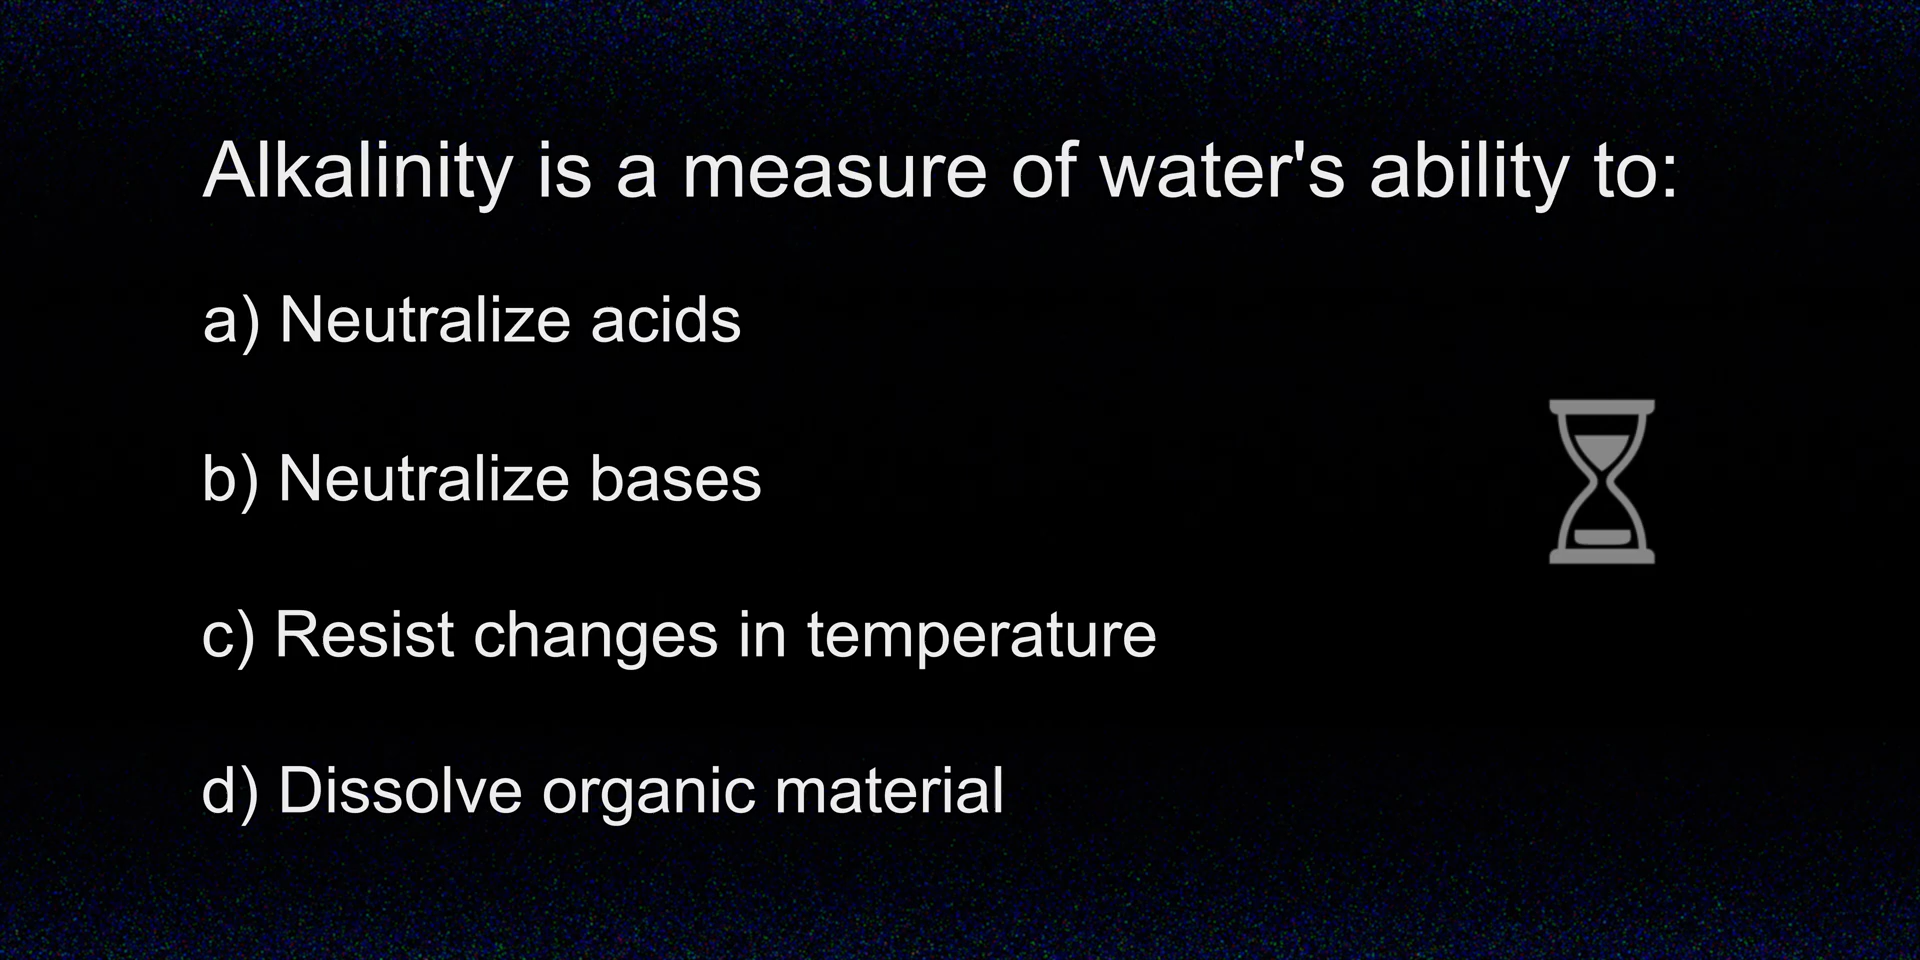 Alkalinity is a measure of water's ability to:
a) Neutralize acids
b) Neutralize bases
c) Resist changes in temperature
d) Dissolve organic material